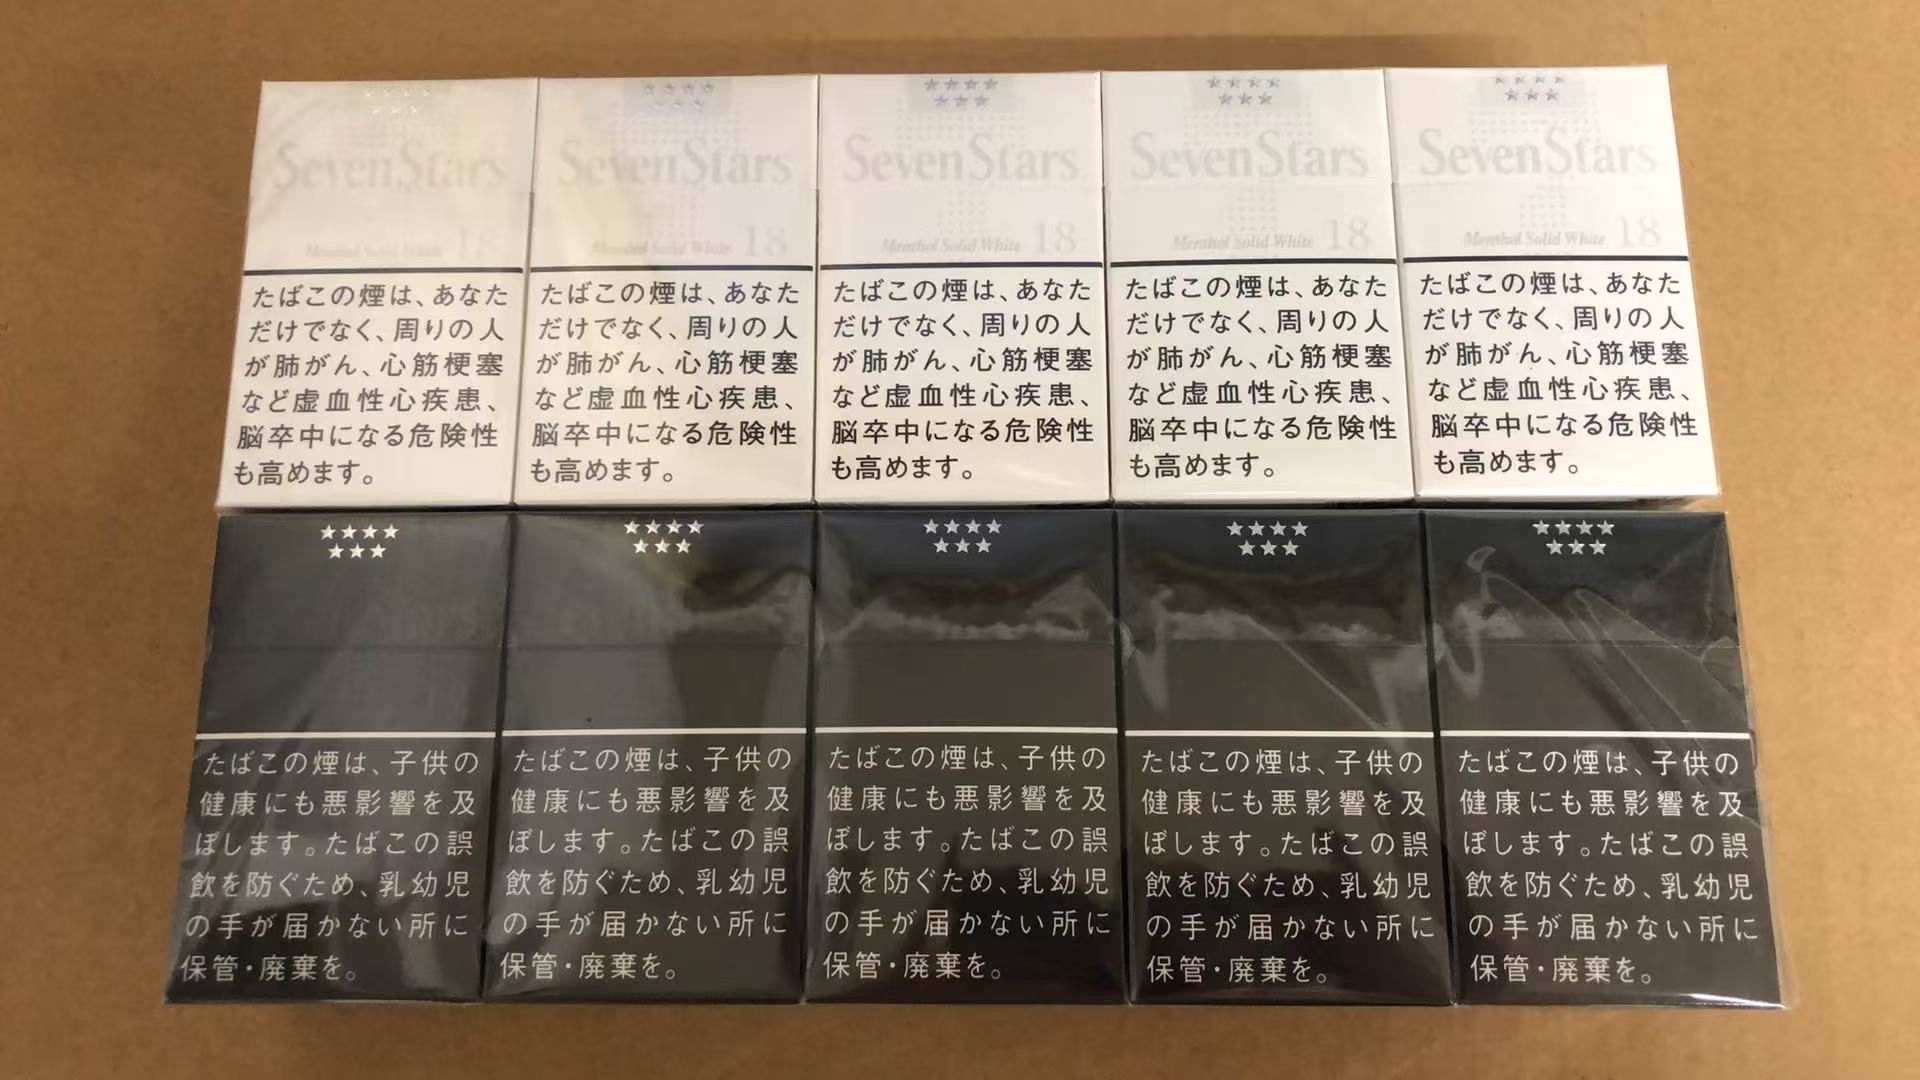 SevenStars SevenStars SevenStars SevenStars SevenStars
Menthol Solid White 18 Menthol Solid White 18 Menthol Solid White 18 Menthol Solid White 18 Menthol Solid White 18
たばこの煙は、あなた
だけでなく、周りの人
が肺がん、心筋梗塞
など虚血性心疾患、
脳卒中になる危険性
も高めます。
たばこの煙は、あなた
だけでなく、周りの人
が肺がん、心筋梗塞
など虚血性心疾患、
脳卒中になる危険性
も高めます。
たばこの煙は、あなた
だけでなく、周りの人
が肺がん、心筋梗塞
など虚血性心疾患、
脳卒中になる危険性
も高めます。
たばこの煙は、あなた
だけでなく、周りの人
が肺がん、心筋梗塞
など虚血性心疾患、
脳卒中になる危険性
も高めます。
たばこの煙は、あなた
だけでなく、周りの人
が肺がん、心筋梗塞
など虚血性心疾患、
脳卒中になる危険性
も高めます。
たばこの煙は、子供の
健康にも悪影響を及
ぼします。たばこの誤
飲を防ぐため、乳幼児
の手が届かない所に
保管・廃棄を。
たばこの煙は、子供の
健康にも悪影響を及
ぼします。たばこの誤
飲を防ぐため、乳幼児
の手が届かない所に
保管・廃棄を。
たばこの煙は、子供の
健康にも悪影響を及
ぼします。たばこの誤
飲を防ぐため、乳幼児
の手が届かない所に
保管・廃棄を。
たばこの煙は、子供の
健康にも悪影響を及
ぼします。たばこの誤
飲を防ぐため、乳幼児
の手が届かない所に
保管・廃棄を。
たばこの煙は、子供の
健康にも悪影響を及
ぼします。たばこの誤
飲を防ぐため、乳幼児
の手が届かない所に
保管・廃棄を。